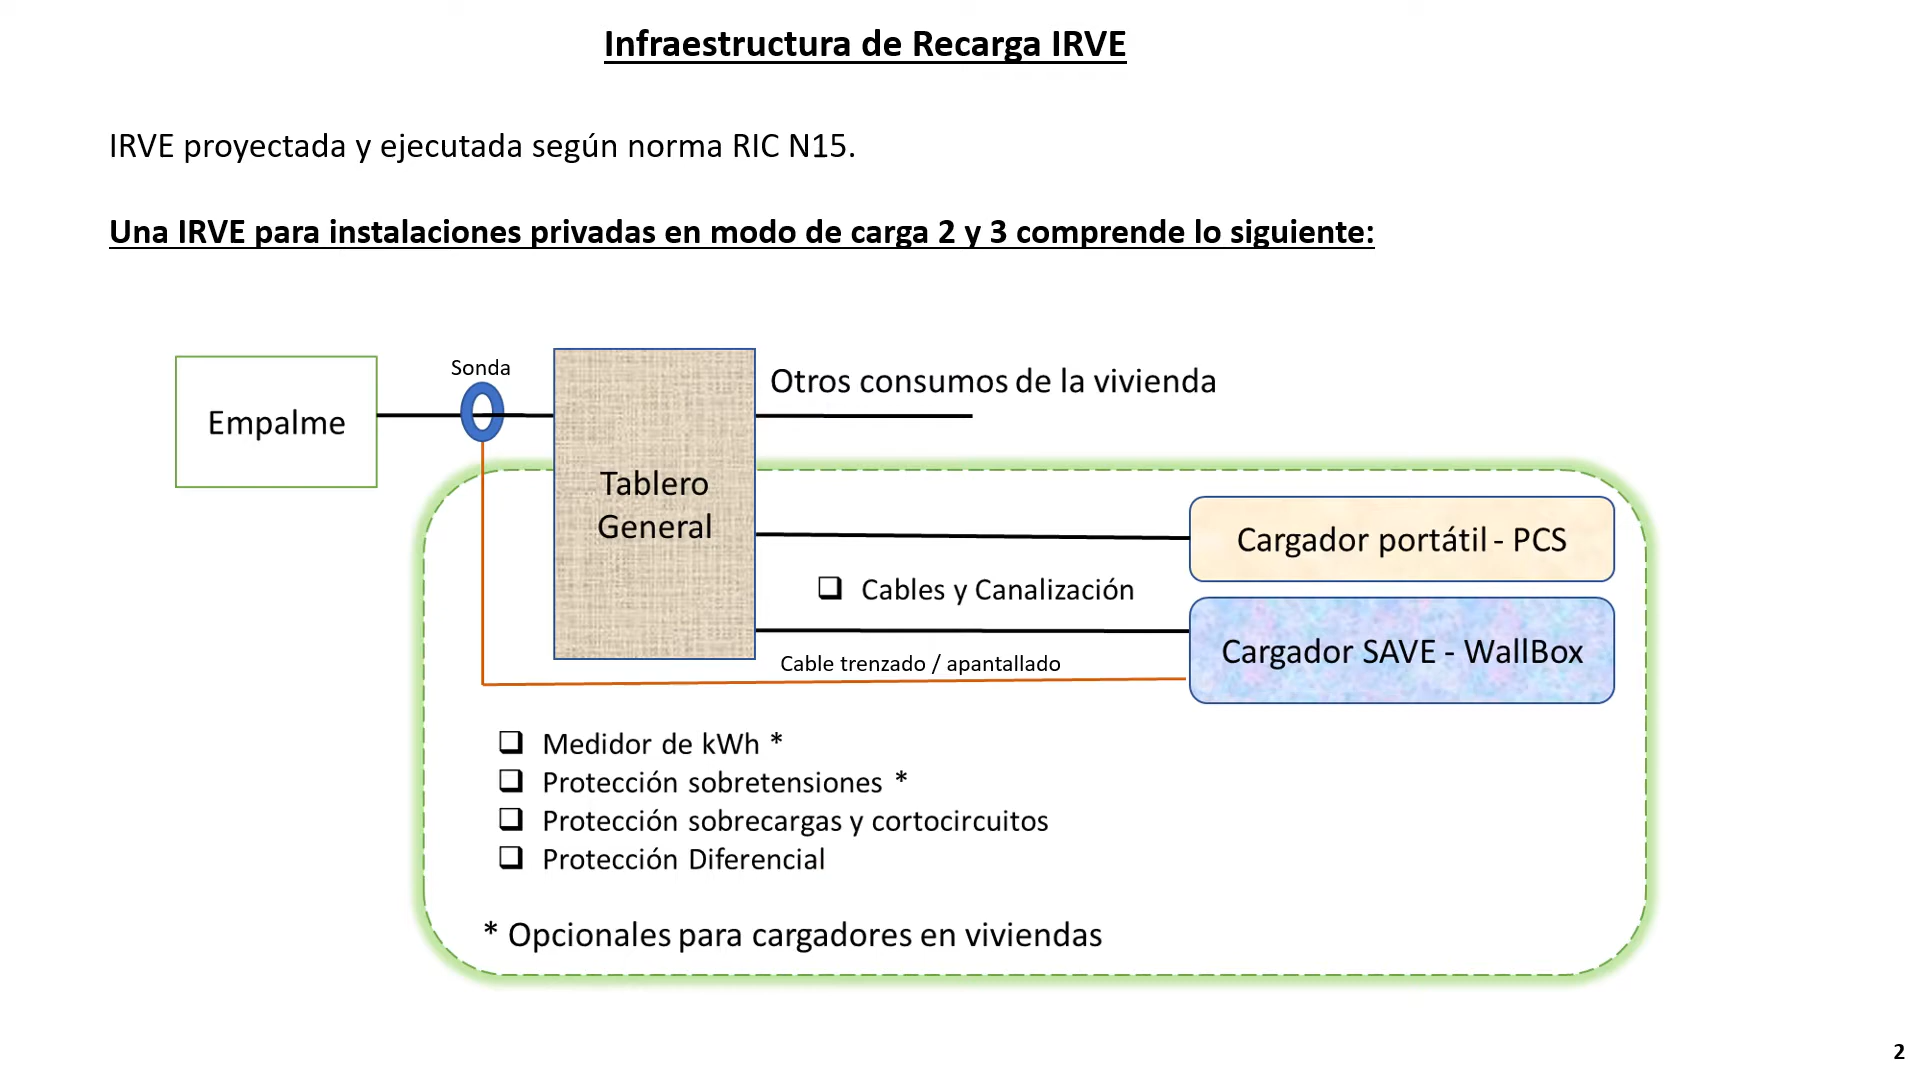 Infraestructura de Recarga IRVE
IRVE proyectada y ejecutada según norma RIC N15.
Una IRVE para instalaciones privadas en modo de carga 2 y 3 comprende lo siguiente:
Empalme
Sonda
Tablero
General
Otros consumos de la vivienda
Cargador portátil - PCS
❑ Cables y Canalización
Cargador SAVE - WallBox
Cable trenzado / apantallado
❑ Medidor de kWh *
❑ Protección sobretensiones *
❑ Protección sobrecargas y cortocircuitos
❑ Protección Diferencial
* Opcionales para cargadores en viviendas
2